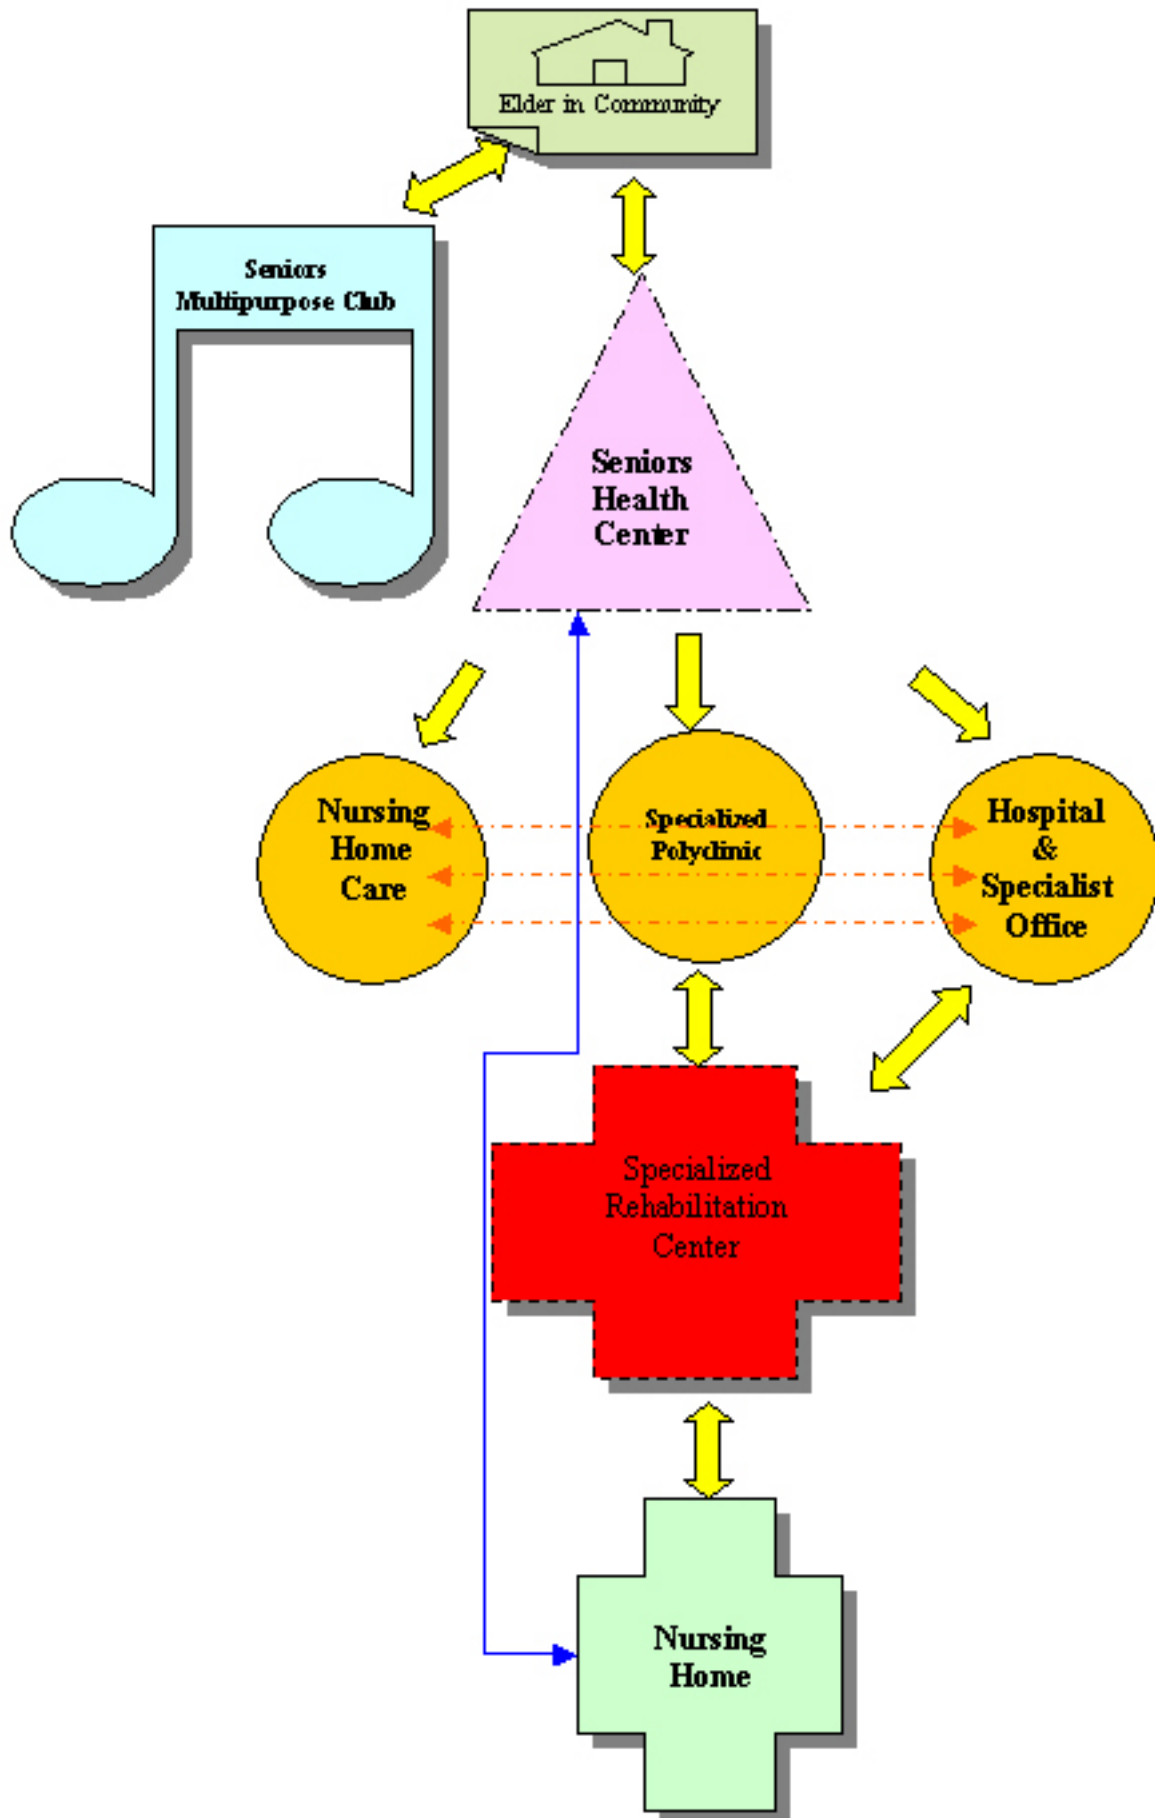 Elder in Community
Seniors
Multipurpose Club
Seniors
Health
Center
Nursing
Home
Care
Specialized
Polyclinic
Hospital
&
Specialist
Office
Specialized
Rehabilitation
Center
Nursing
Home